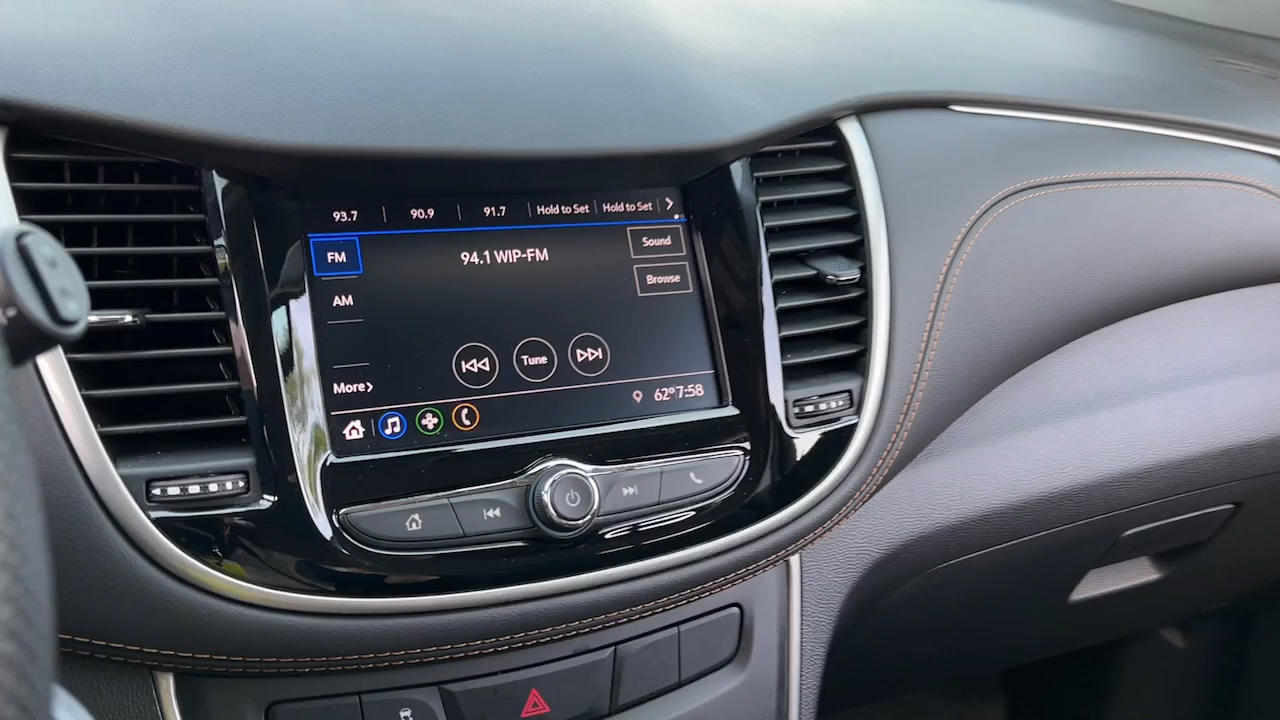 93.7 90.9 91.7 Hold to Set Hold to Set
FM
94.1 WIP-FM
Sound
Browse
AM
Tune
More
62° 7:58